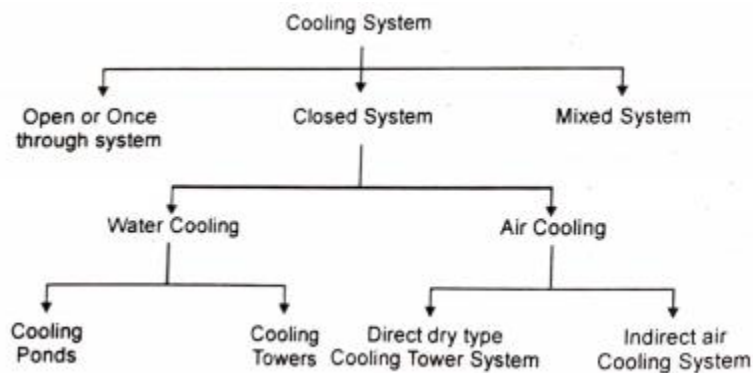 Cooling System
Open or Once
through system
Closed System
Mixed System
Water Cooling
Air Cooling
Cooling
Ponds
Cooling
Towers
Direct dry type
Cooling Tower System
Indirect air
Cooling System